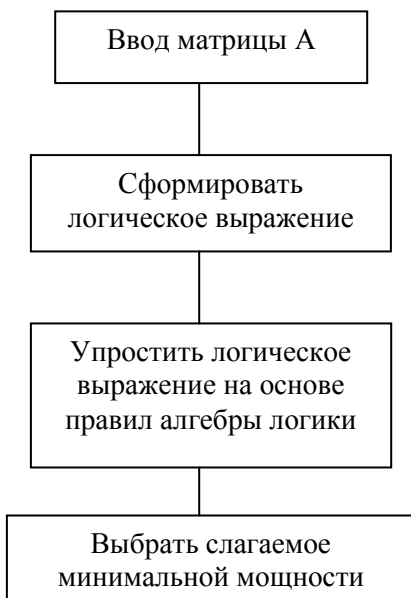 Ввод матрицы А
Сформировать
логическое выражение
Упростить логическое
выражение на основе
правил алгебры логики
Выбрать слагаемое
минимальной мощности